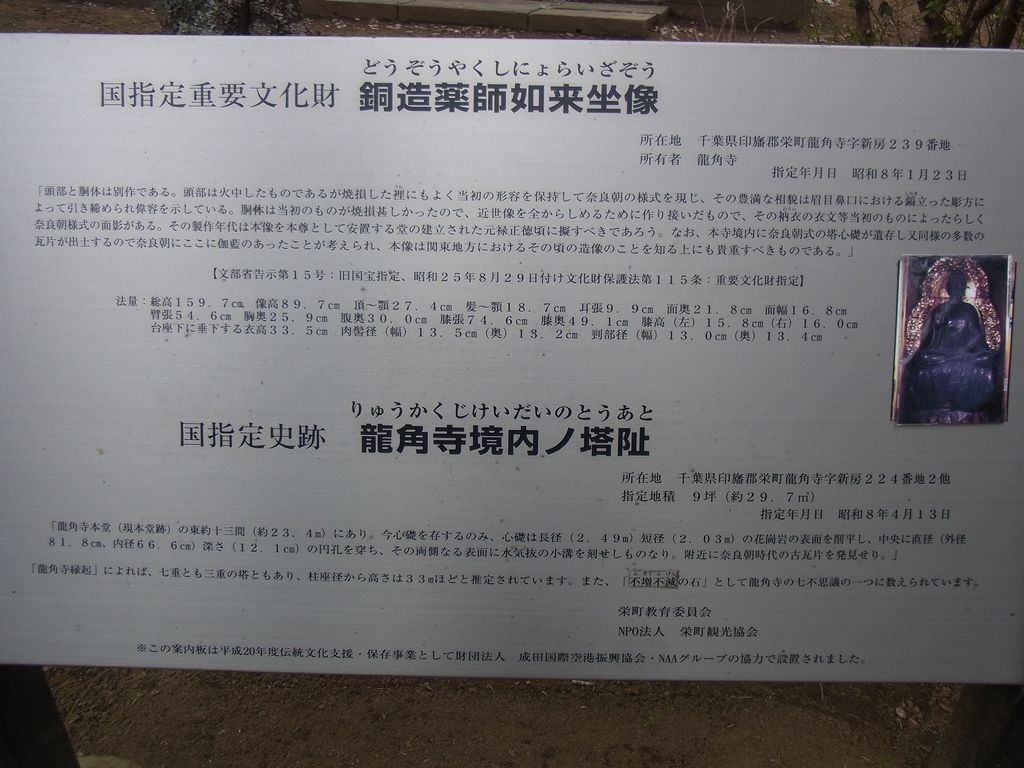 どうぞうやくしにょらいざぞう
国指定重要文化財 銅造薬師如来坐像
所在地 千葉県印旛郡栄町龍角寺字新房239番地
所有者 龍角寺
指定年月日 昭和8年1月23日
「頭部と胴体は別作である。頭部は火中したものであるが焼損した裡にもよく当初の形容を保持して奈良朝の様式を現じ、その豊満な相貌は眉目鼻口における鎬立った彫方に
よって引き締められ偉容を示している。胴体は当初のものが焼損甚しかったので、近世像を全からしめるために作り接いだもので、その衲衣の衣文等当初のものによったらしく
奈良朝様式の面影がある。その製作年代は本像を本尊として安置する堂の建立された元禄正徳頃に擬すべきであろう。なお、本寺境内に奈良朝式の塔心礎が遺存し又同様の多数の
瓦片が出土するので奈良朝にここに伽藍のあったことが考えられ、本像は関東地方におけるその頃の造像のことを知る上にも貴重すべきものである。」
【文部省告示第15号:旧国宝指定、昭和25年8月29日付け文化財保護法第115条:重要文化財指定】
法量:総高159.7cm 像高89.7cm 頂~顎27.4cm 髪~顎18.7cm 耳張9.9cm 面奥21.8cm 面幅16.8cm
臂張54.6cm 胸奥25.9cm 腹奥30.0cm 膝張74.6cm 膝奥49.1cm 膝高(左)15.8cm(右)16.0cm
台座下に垂下する衣高33.5cm 肉髻径(幅)13.5cm(奥)13.2cm 到部径(幅)13.0cm(奥)13.4cm
りゅうかくじけいだいのとうあと
国指定史跡 龍角寺境内ノ塔阯
所在地 千葉県印旛郡栄町龍角寺字新房224番地2他
指定地積 9坪(約29.7㎡)
指定年月日 昭和8年4月13日
「龍角寺本堂(現本堂跡)の東約十三間(約23.4m)にあり。今心礎を存するのみ、心礎は長径(2.49m)短径(2.03m)の花崗岩の表面を削平し、中央に直径(外径
81.8cm、内径66.6cm)深さ(12.1cm)の円孔を穿ち、その両側なる表面に水気抜の小溝を刻せしものなり。附近に奈良朝時代の古瓦片を発見せり。」
「龍角寺縁起」によれば、七重とも三重の塔ともあり、柱座径から高さは33mほどと推定されています。また、「不増不滅の石」として龍角寺の七不思議の一つに数えられています。
栄町教育委員会
NPO法人 栄町観光協会
※この案内板は平成20年度伝統文化支援・保存事業として財団法人 成田国際空港振興協会・NAAグループの協力で設置されました。